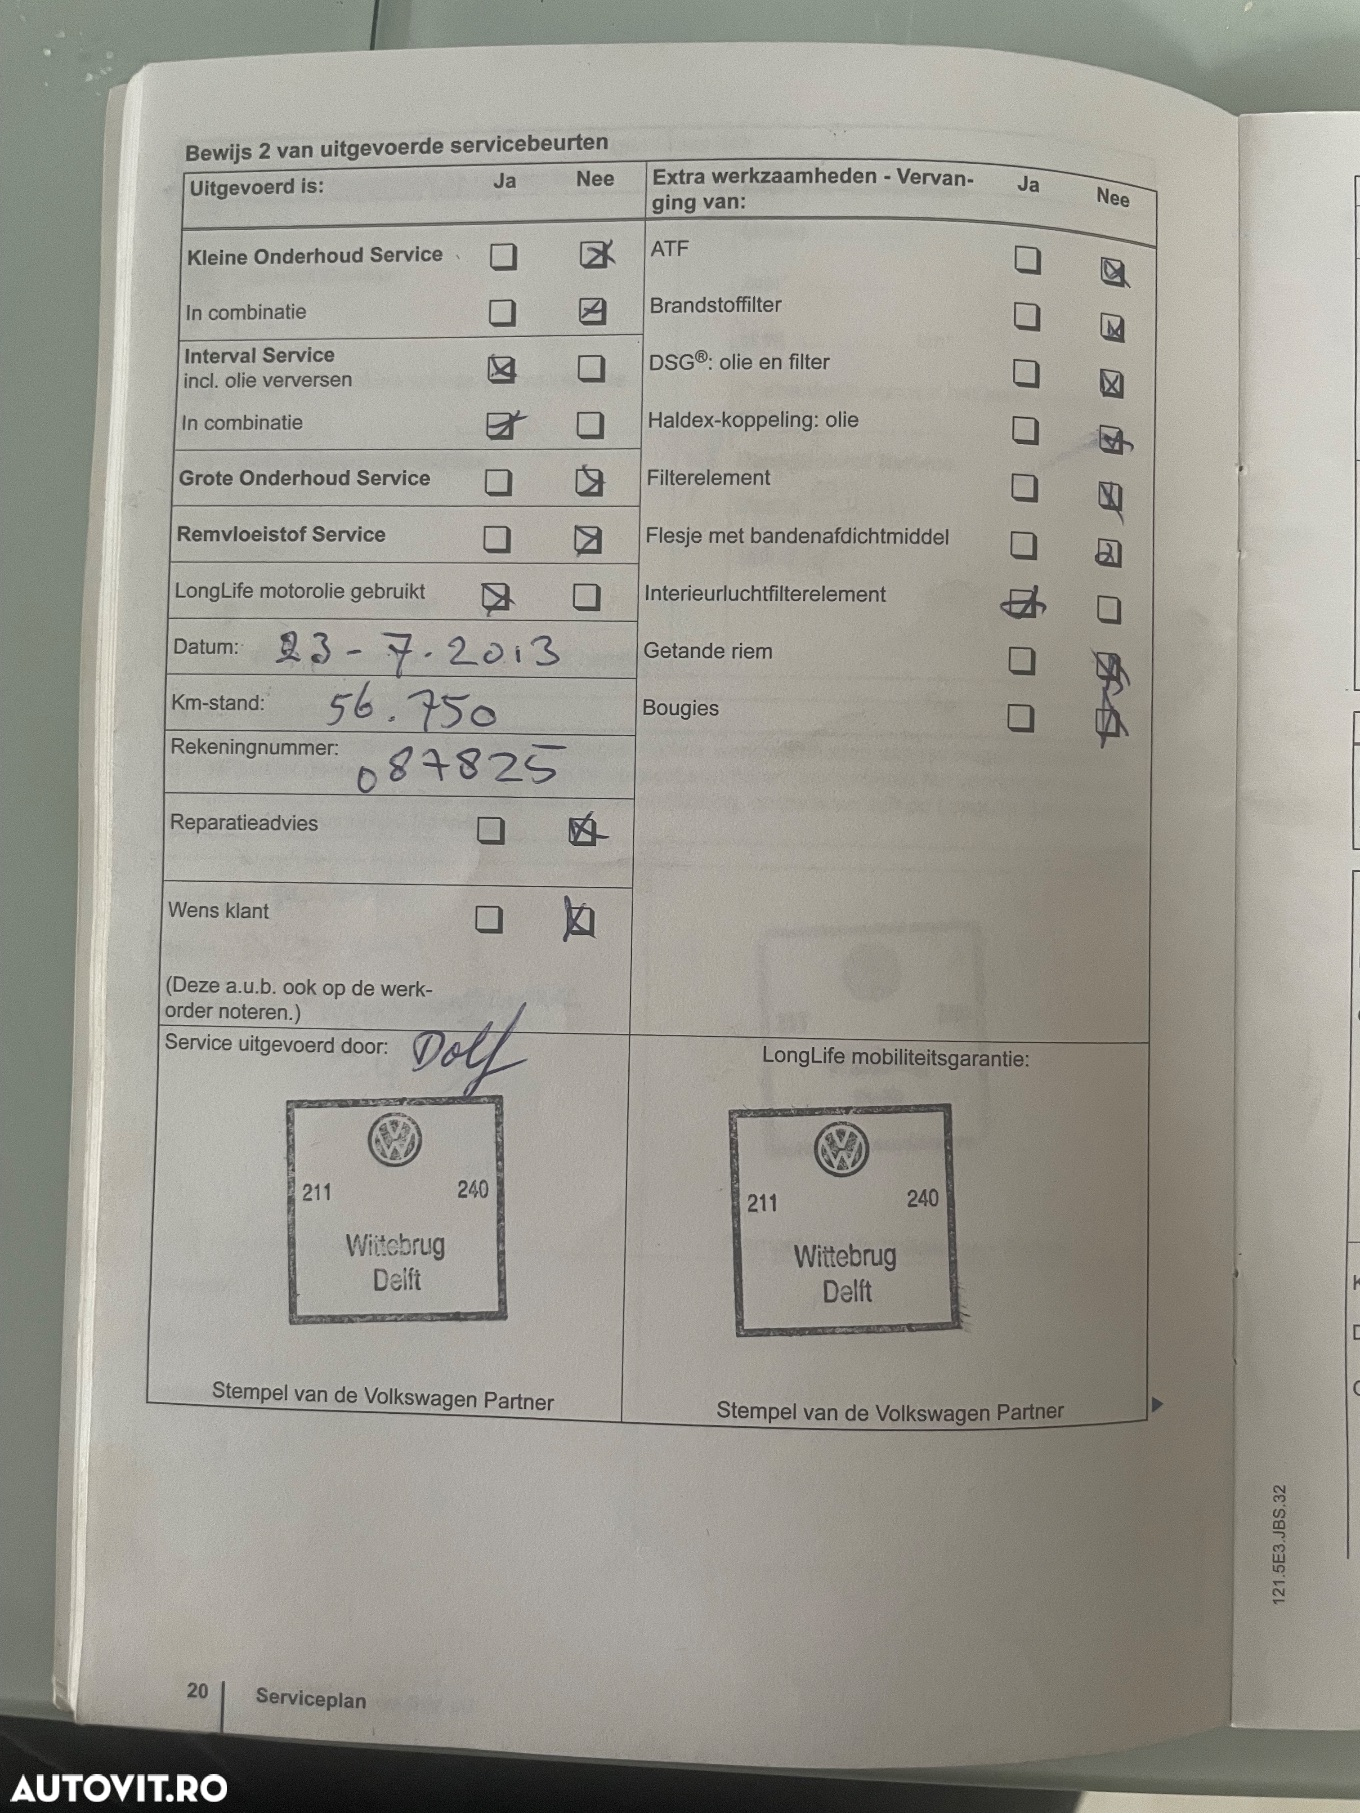 Bewijs 2 van uitgevoerde servicebeurten
Uitgevoerd is: Ja Nee
Kleine Onderhoud Service
In combinatie
Interval Service
incl. olie verversen
In combinatie
Grote Onderhoud Service
Remvloeistof Service
LongLife motorolie gebruikt
Datum: 23-7.2013
Km-stand: 56.750
Rekeningnummer: 087825
Reparatieadvies
Wens klant
(Deze a.u.b. ook op de werk-
order noteren.)
Extra werkzaamheden - Vervan-
ging van: Ja Nee
ATF
Brandstoffilter
DSG®: olie en filter
Haldex-koppeling: olie
Filterelement
Flesje met bandenafdichtmiddel
Interieurluchtfilterelement
Getande riem
Bougies
Service uitgevoerd door: Dolf
211 240
Wittebrug
Delft
Stempel van de Volkswagen Partner
LongLife mobiliteitsgarantie:
211 240
Wittebrug
Delft
Stempel van de Volkswagen Partner
121.5E3.JBS.32
20 Serviceplan
AUTOVIT.RO